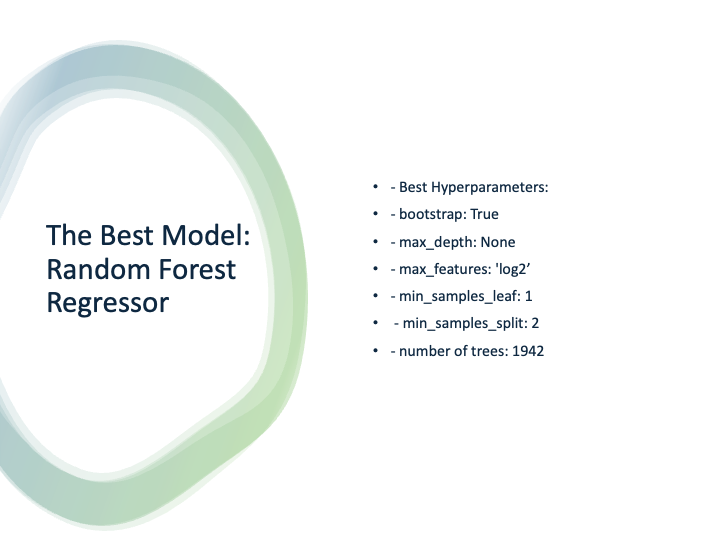 The Best Model:
Random Forest
Regressor
• - Best Hyperparameters:
• - bootstrap: True
• - max_depth: None
• - max_features: 'log2’
• - min_samples_leaf: 1
•  - min_samples_split: 2
• - number of trees: 1942